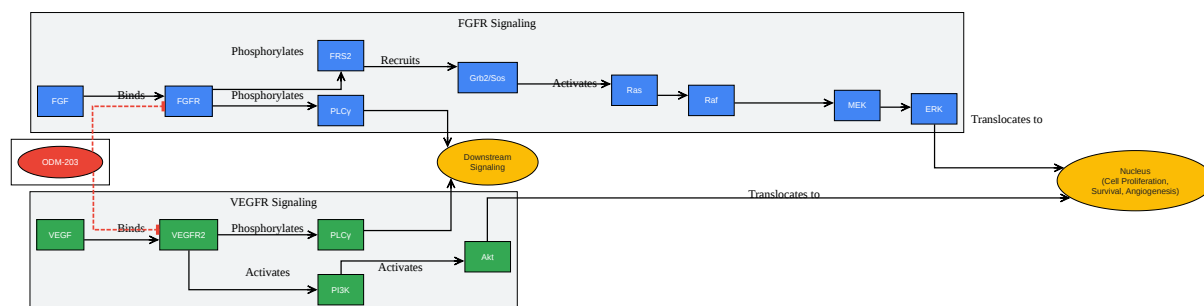 FGFR Signaling
Phosphorylates
FRS2
Recruits
Grb2/Sos
Activates
Ras
Raf
MEK
ERK
FGF
Binds
FGFR
Phosphorylates
PLCγ
Translocates to
ODM-203
Downstream
Signaling
Nucleus
(Cell Proliferation,
Survival, Angiogenesis)
VEGFR Signaling
Translocates to
VEGF
Binds
VEGFR2
Phosphorylates
PLCγ
Akt
Activates
PI3K
Activates